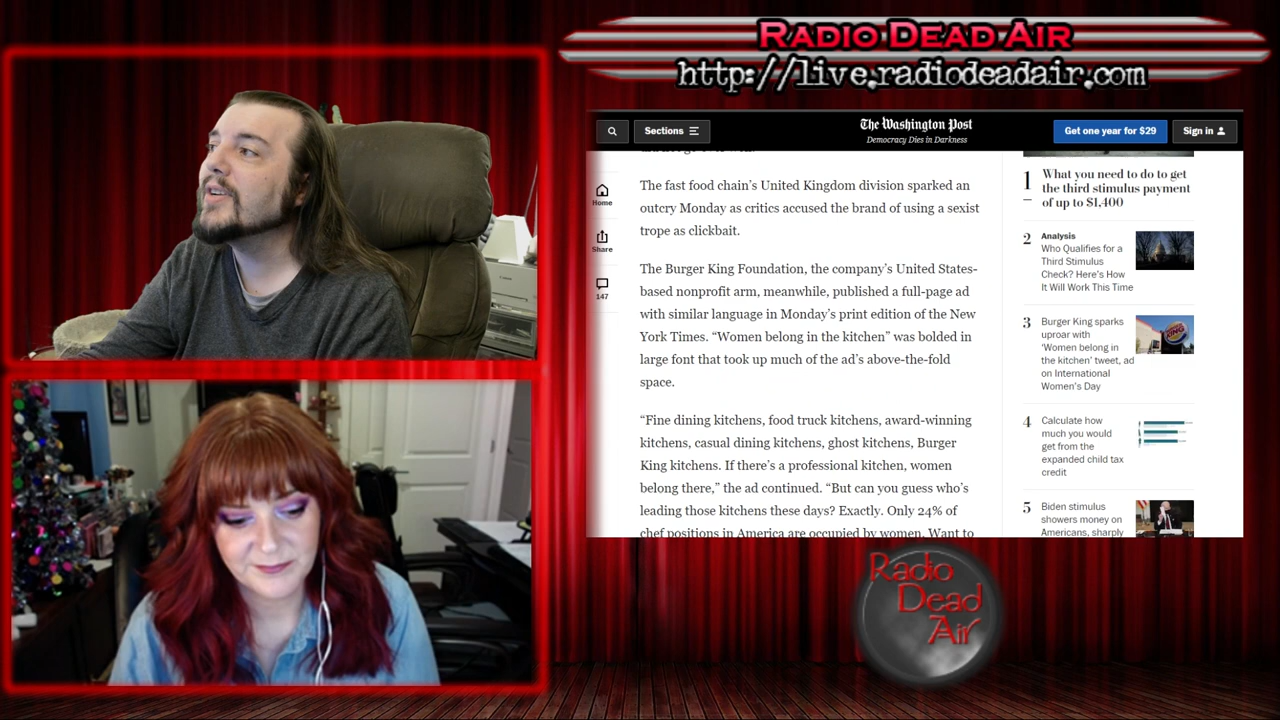 RADIO DEAD AIR
http://live.radiodeadair.com
Sections
The Washington Post
Democracy Dies in Darkness
Get one year for $29
Sign in
Home
Share
147
The fast food chain’s United Kingdom division sparked an
outcry Monday as critics accused the brand of using a sexist
trope as clickbait.
The Burger King Foundation, the company’s United States-
based nonprofit arm, meanwhile, published a full-page ad
with similar language in Monday’s print edition of the New
York Times. “Women belong in the kitchen” was bolded in
large font that took up much of the ad’s above-the-fold
space.
“Fine dining kitchens, food truck kitchens, award-winning
kitchens, casual dining kitchens, ghost kitchens, Burger
King kitchens. If there’s a professional kitchen, women
belong there,” the ad continued. “But can you guess who’s
leading those kitchens these days? Exactly. Only 24% of
chef positions in America are occupied by women. Want to
1
What you need to do to get
the third stimulus payment
of up to $1,400
2
Analysis
Who Qualifies for a
Third Stimulus
Check? Here’s How
It Will Work This Time
3
Burger King sparks
uproar with
‘Women belong in
the kitchen’ tweet, ad
on International
Women’s Day
KING
4
Calculate how
much you would
get from the
expanded child tax
credit
5
Biden stimulus
showers money on
Americans, sharply
Radio
Dead
Air